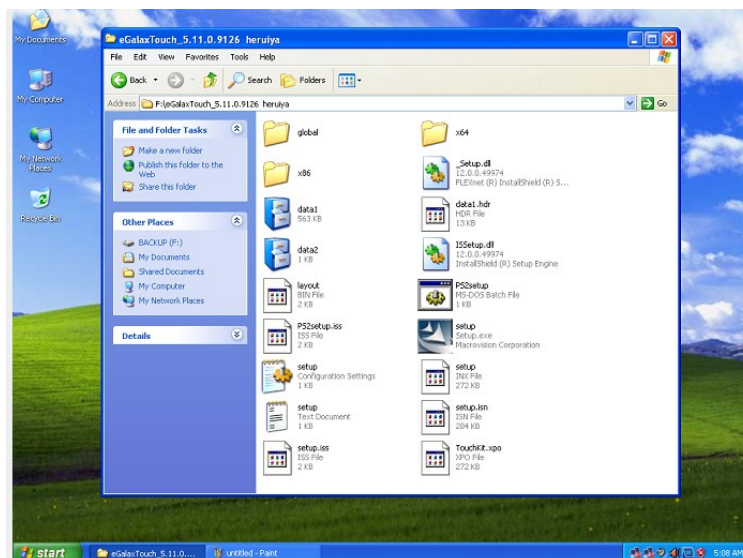 My Documents
My Computer
My Network
Places
Recycle Bin
eGalaxTouch_5.11.0.9126 heruiya
File Edit View Favorites Tools Help
Back Search Folders
Address F:\eGalaxTouch_5.11.0.9126 heruiya Go
File and Folder Tasks
Make a new folder
Publish this folder to the
Web
Share this folder
Other Places
BACKUP (F:)
My Documents
Shared Documents
My Computer
My Network Places
Details
global
x64
x86
_Setup.dll
12.0.0.49974
FLEXnet (R) InstallShield (R) S...
data1
563 KB
data1.hdr
HDR File
13 KB
data2
1 KB
ISSetup.dll
12.0.0.49974
InstallShield (R) Setup Engine
layout
BIN File
2 KB
PS2setup
MS-DOS Batch File
1 KB
PS2setup.iss
ISS File
2 KB
setup
Setup.exe
Macrovision Corporation
setup
Configuration Settings
1 KB
setup
INX File
272 KB
setup
Text Document
1 KB
setup.isn
ISN File
284 KB
setup.iss
ISS File
2 KB
TouchKit.xpo
XPO File
272 KB
start
eGalaxTouch_5.11.0....
untitled - Paint
5:08 AM